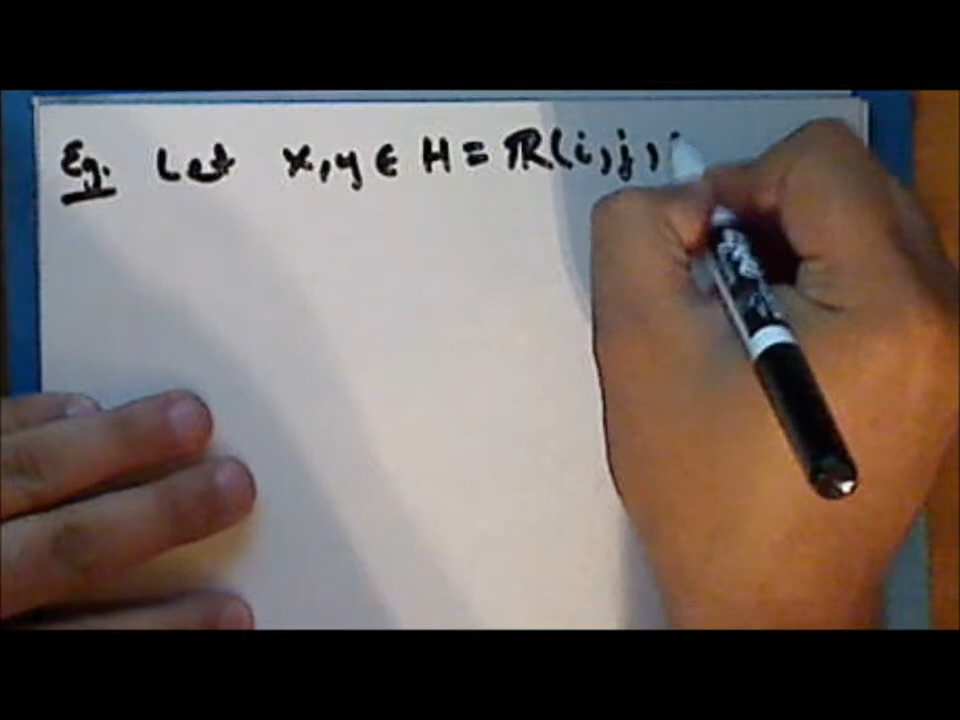 Eg. Let x, y ∈ H = ℝ(i, j,